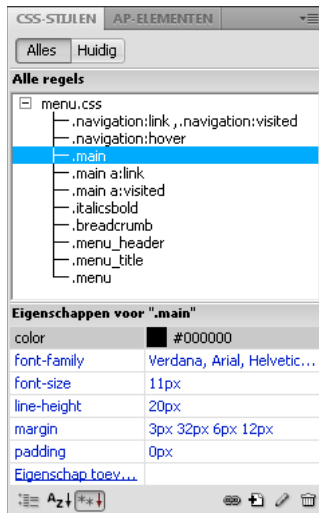 CSS-STIJLEN AP-ELEMENTEN
Alles Huidig
Alle regels
menu.css
.navigation:link ,.navigation:visited
.navigation:hover
.main
.main a:link
.main a:visited
.italicsbold
.breadcrumb
.menu_header
.menu_title
.menu
Eigenschappen voor ".main"
color #000000
font-family Verdana, Arial, Helvetic...
font-size 11px
line-height 20px
margin 3px 32px 6px 12px
padding 0px
Eigenschap toev...
AZ↓ **↓